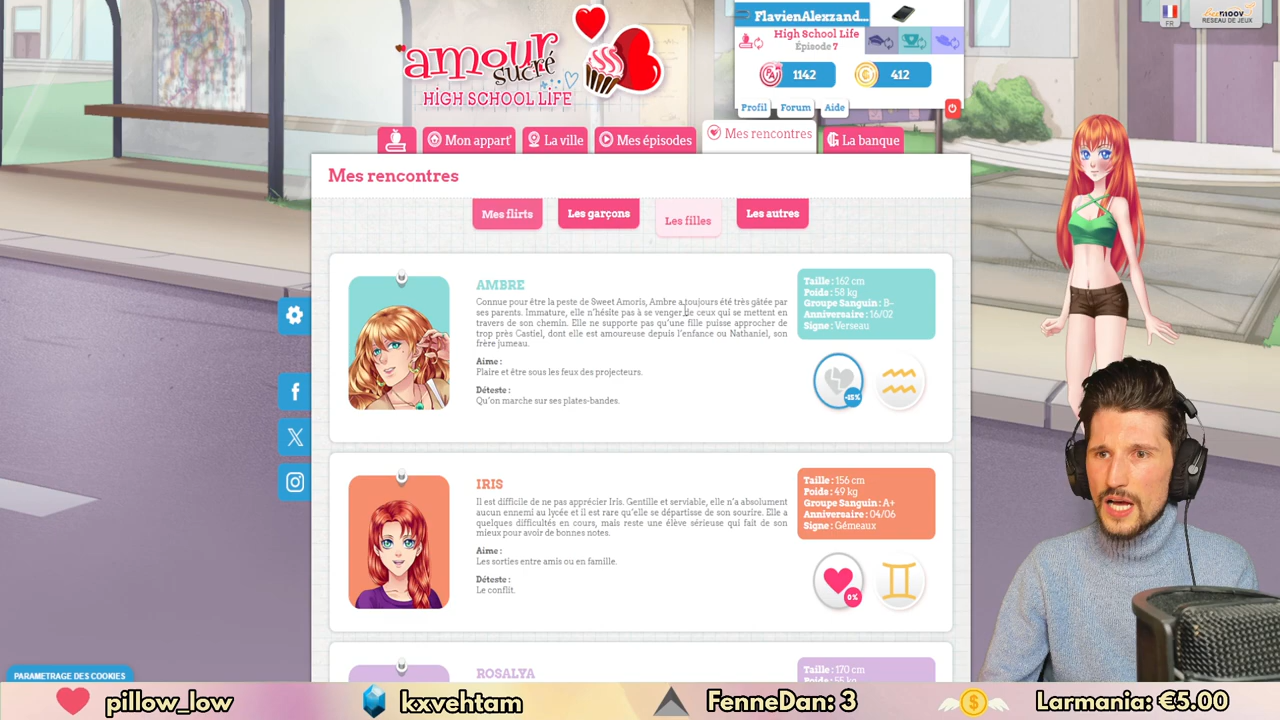 FlavienAlexzand...
High School Life
Épisode 7
1142
412
Profil
Forum
Aide
FR
RESEAU DE JEUX
amour
sucré
HIGH SCHOOL LIFE
Mon appart'
La ville
Mes épisodes
Mes rencontres
La banque
Mes rencontres
Mes flirts
Les garçons
Les filles
Les autres
AMBRE
Connue pour être la peste de Sweet Amoris, Ambre a toujours été très gâtée par
ses parents. Immature, elle n'hésite pas à se venger de ceux qui se mettent en
travers de son chemin. Elle ne supporte pas qu'une fille puisse approcher de
trop près Castiel, dont elle est amoureuse depuis l'enfance ou Nathaniel, son
frère jumeau.
Aime :
Plaire et être sous les feux des projecteurs.
Déteste :
Qu'on marche sur ses plates-bandes.
Taille : 162 cm
Poids : 58 kg
Groupe Sanguin : B-
Anniversaire : 16/02
Signe : Verseau
-15%
IRIS
Il est difficile de ne pas apprécier Iris. Gentille et serviable, elle n'a absolument
aucun ennemi au lycée et il est rare qu'elle se départisse de son sourire. Elle a
quelques difficultés en cours, mais reste une élève sérieuse qui fait de son
mieux pour avoir de bonnes notes.
Aime :
Les sorties entre amis ou en famille.
Déteste :
Le conflit.
Taille : 156 cm
Poids : 49 kg
Groupe Sanguin : A+
Anniversaire : 04/06
Signe : Gémeaux
0%
ROSALYA
Taille : 170 cm
Poids : 55 kg
PARAMETRAGE DES COOKIES
pillow_low
kxvehtam
FenneDan: 3
Larmania: €5.00